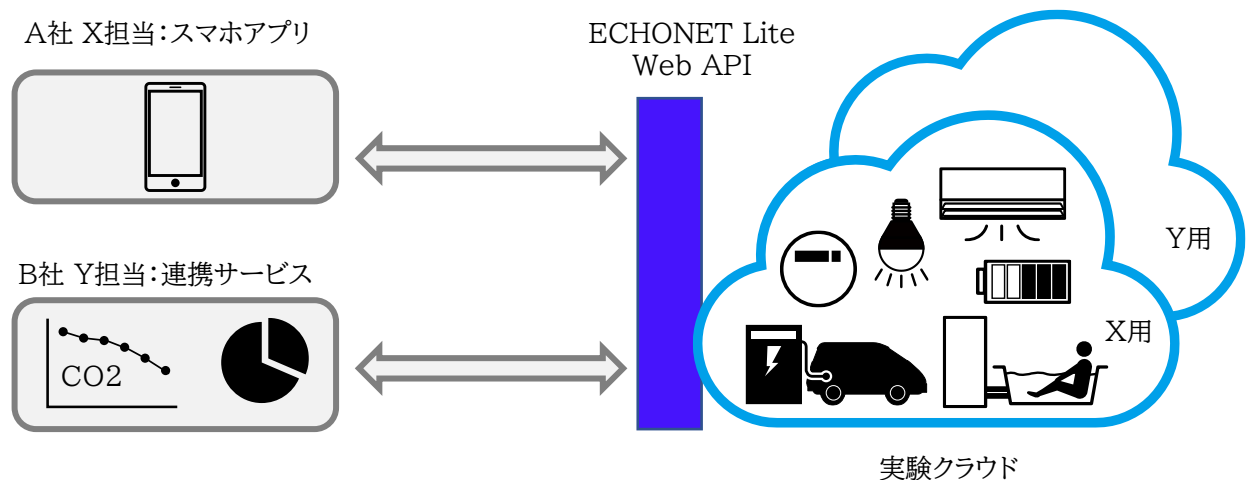 A社 X担当：スマホアプリ
ECHONET Lite
Web API
B社 Y担当：連携サービス
CO2
Y用
X用
実験クラウド